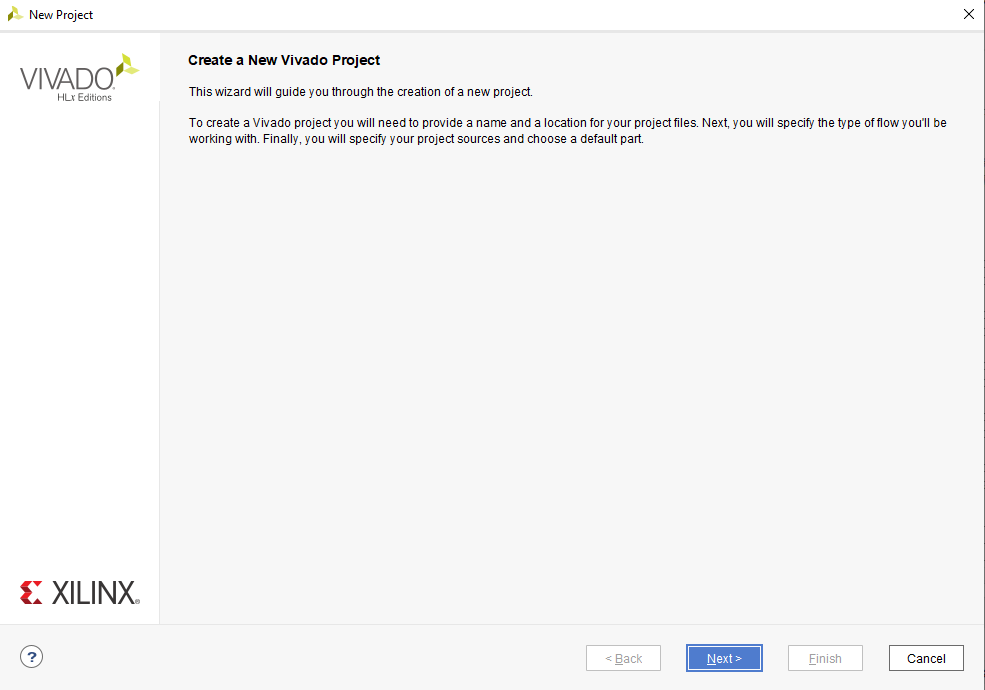 New Project
VIVADO
HLx Editions
Create a New Vivado Project
This wizard will guide you through the creation of a new project.
To create a Vivado project you will need to provide a name and a location for your project files. Next, you will specify the type of flow you'll be
working with. Finally, you will specify your project sources and choose a default part.
XILINX
?
< Back
Next >
Finish
Cancel